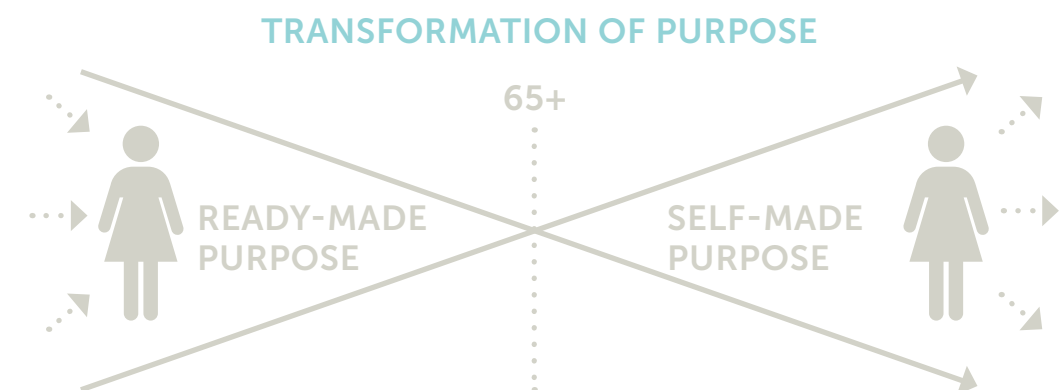 TRANSFORMATION OF PURPOSE
65+
READY-MADE
PURPOSE
SELF-MADE
PURPOSE